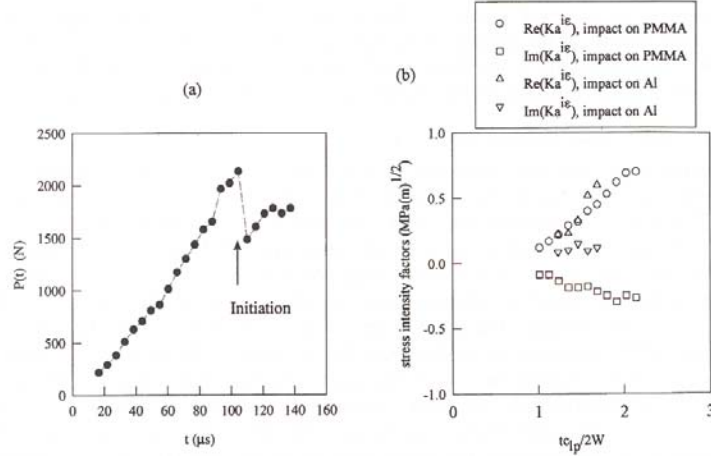 Re(Ka^iε), impact on PMMA
Im(Ka^iε), impact on PMMA
Re(Ka^iε), impact on Al
Im(Ka^iε), impact on Al
(a)
(b)
2500
2000
1500
1000
500
0
P(t) (N)
Initiation
0 20 40 60 80 100 120 140 160
t (μs)
1.0
0.5
0.0
-0.5
-1.0
stress intensity factors (MPa(m)^1/2)
0 1 2 3
tc_lp/2W